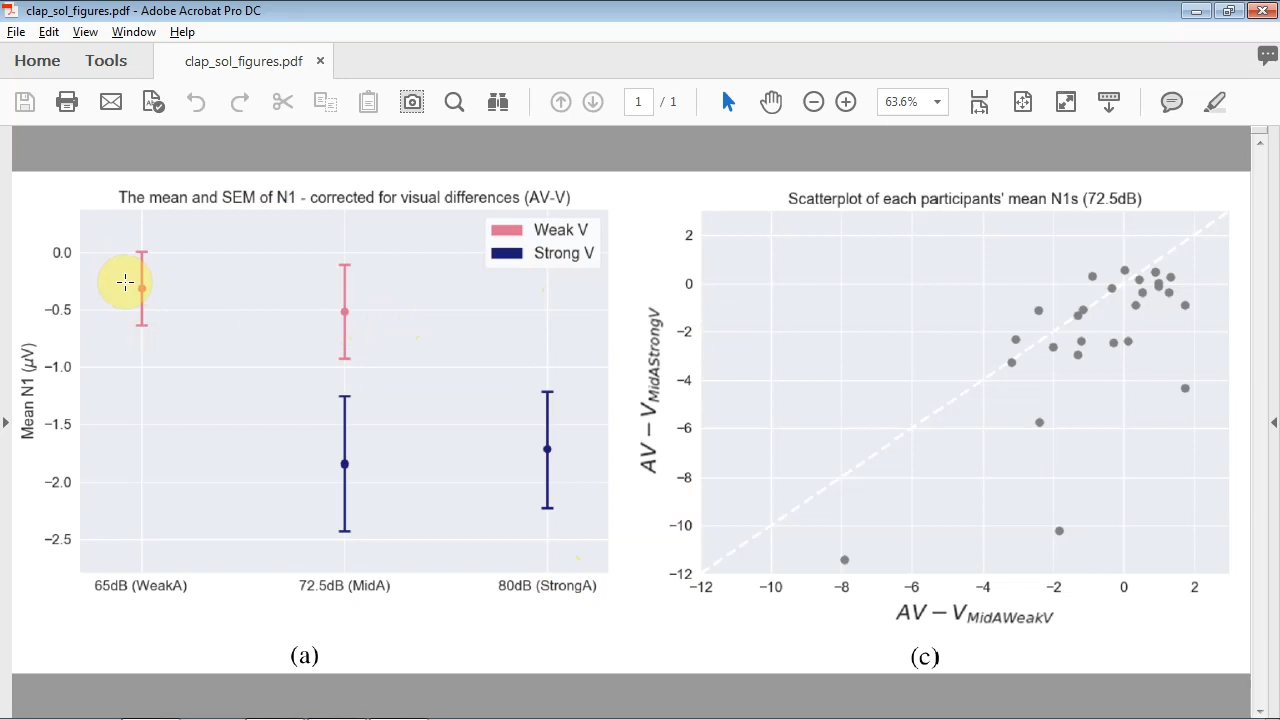 clap_sol_figures.pdf - Adobe Acrobat Pro DC
File Edit View Window Help
Home Tools clap_sol_figures.pdf ×
1 / 1 63.6%
The mean and SEM of N1 - corrected for visual differences (AV-V)
Weak V
Strong V
0.0
−0.5
−1.0
−1.5
−2.0
−2.5
Mean N1 (μV)
65dB (WeakA) 72.5dB (MidA) 80dB (StrongA)
(a)
Scatterplot of each participants' mean N1s (72.5dB)
2
0
−2
−4
−6
−8
−10
−12
AV − V_MidAStrongV
−12 −10 −8 −6 −4 −2 0 2
AV − V_MidAWeakV
(c)